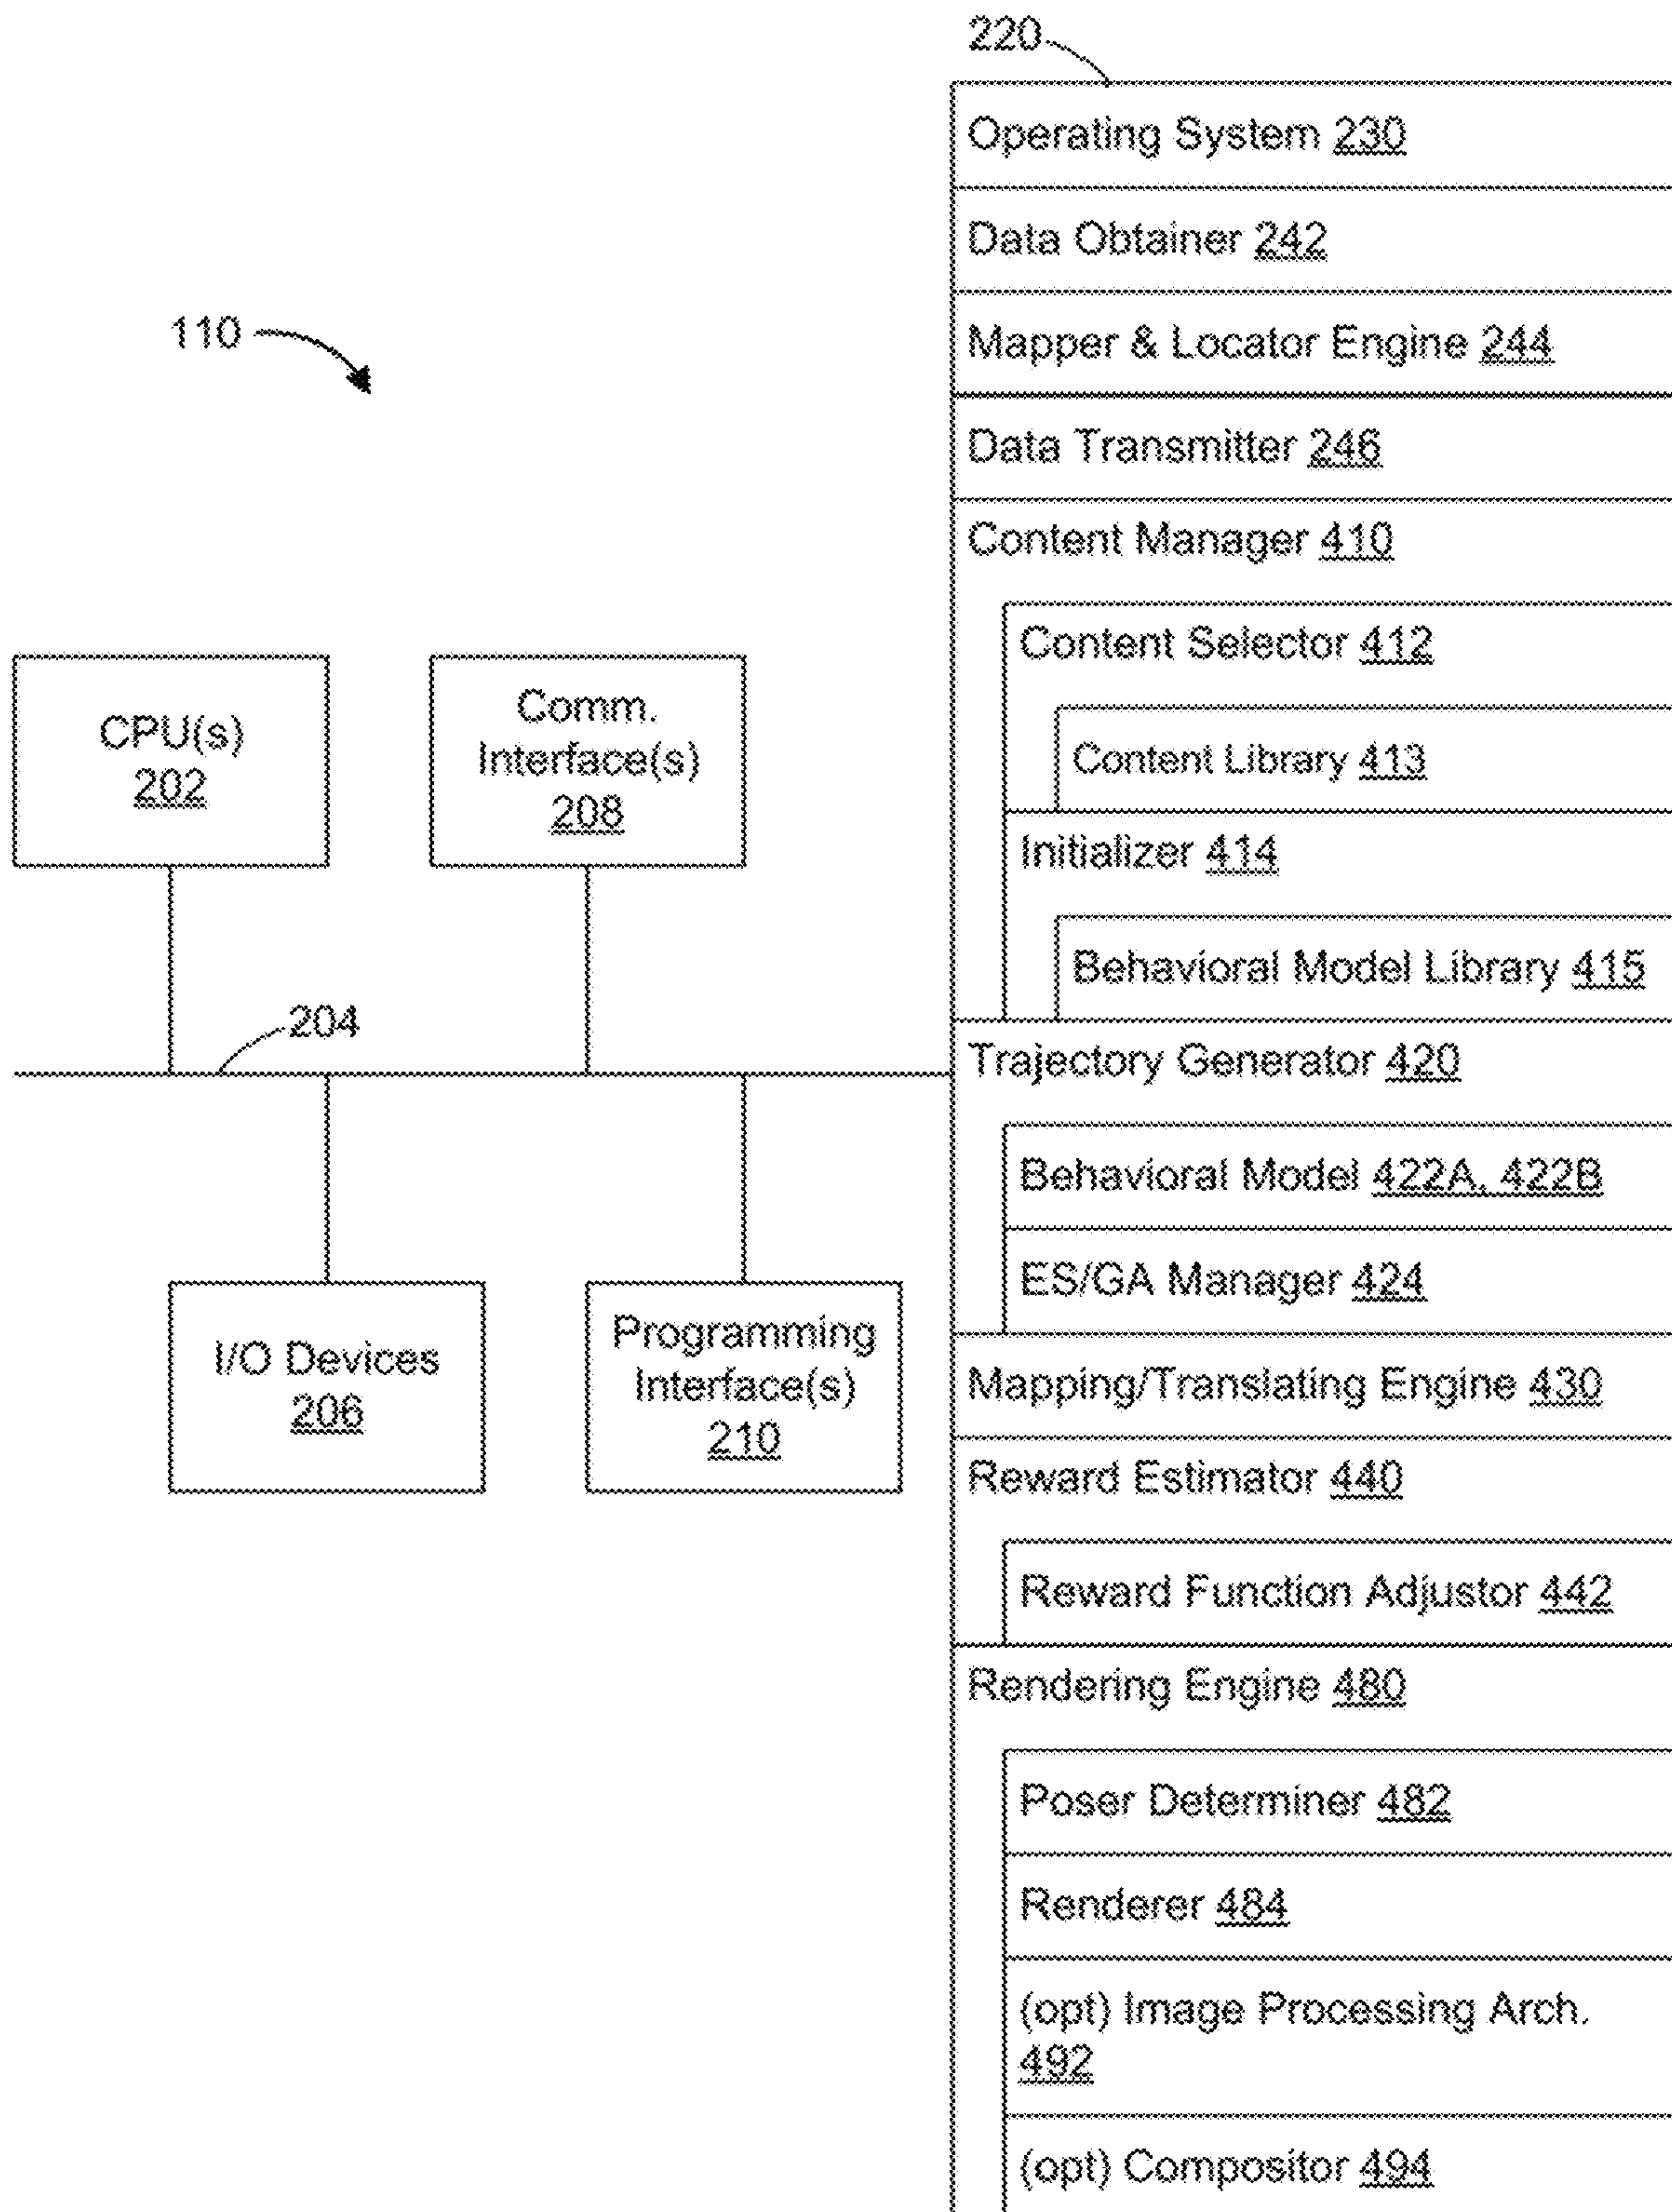 220
Operating System 230
Data Obtainer 242
110
Mapper & Locator Engine 244
Data Transmitter 246
Content Manager 410
Content Selector 412
Content Library 413
Initializer 414
Behavioral Model Library 415
CPU(s)
202
Comm.
Interface(s)
208
204
I/O Devices
206
Programming
Interface(s)
210
Trajectory Generator 420
Behavioral Model 422A, 422B
ES/GA Manager 424
Mapping/Translating Engine 430
Reward Estimator 440
Reward Function Adjustor 442
Rendering Engine 480
Poser Determiner 482
Renderer 484
(opt) Image Processing Arch.
492
(opt) Compositor 494